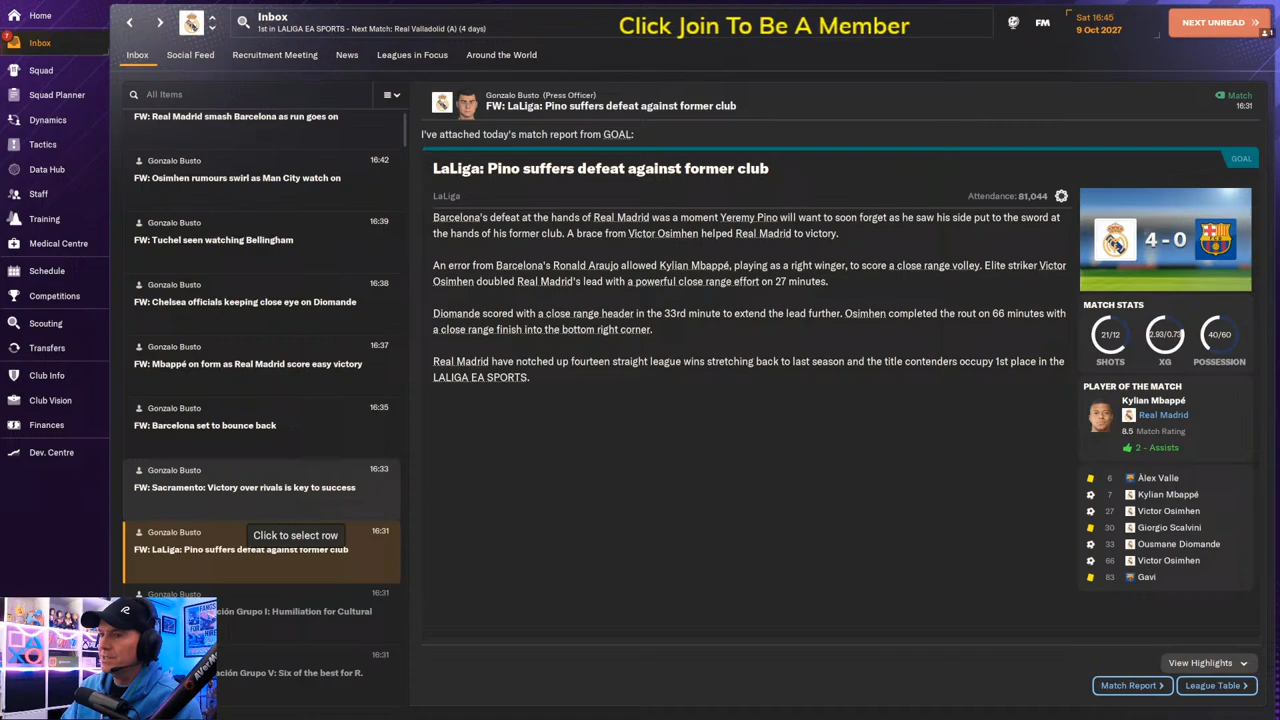 Home
Inbox
7
Squad
Squad Planner
Dynamics
Tactics
Data Hub
Staff
Training
Medical Centre
Schedule
Competitions
Scouting
Transfers
Club Info
Club Vision
Finances
Dev. Centre
Inbox
1st in LALIGA EA SPORTS - Next Match: Real Valladolid (A) (4 days)
Click Join To Be A Member
FM
Sat 16:45
9 Oct 2027
NEXT UNREAD
1
Inbox
Social Feed
Recruitment Meeting
News
Leagues in Focus
Around the World
All Items
FW: Real Madrid smash Barcelona as run goes on
Gonzalo Busto
16:42
FW: Osimhen rumours swirl as Man City watch on
Gonzalo Busto
16:39
FW: Tuchel seen watching Bellingham
Gonzalo Busto
16:38
FW: Chelsea officials keeping close eye on Diomande
Gonzalo Busto
16:37
FW: Mbappé on form as Real Madrid score easy victory
Gonzalo Busto
16:35
FW: Barcelona set to bounce back
Gonzalo Busto
16:33
FW: Sacramento: Victory over rivals is key to success
Gonzalo Busto
16:31
Click to select row
FW: LaLiga: Pino suffers defeat against former club
Gonzalo Busto
16:31
ción Grupo I: Humiliation for Cultural
16:31
ación Grupo V: Six of the best for R.
Gonzalo Busto (Press Officer)
FW: LaLiga: Pino suffers defeat against former club
Match
16:31
I've attached today's match report from GOAL:
GOAL
LaLiga: Pino suffers defeat against former club
LaLiga
Attendance: 81,044
Barcelona's defeat at the hands of Real Madrid was a moment Yeremy Pino will want to soon forget as he saw his side put to the sword at
the hands of his former club. A brace from Victor Osimhen helped Real Madrid to victory.
An error from Barcelona's Ronald Araujo allowed Kylian Mbappé, playing as a right winger, to score a close range volley. Elite striker Victor
Osimhen doubled Real Madrid's lead with a powerful close range effort on 27 minutes.
Diomande scored with a close range header in the 33rd minute to extend the lead further. Osimhen completed the rout on 66 minutes with
a close range finish into the bottom right corner.
Real Madrid have notched up fourteen straight league wins stretching back to last season and the title contenders occupy 1st place in the
LALIGA EA SPORTS.
4 - 0
MATCH STATS
21/12
2.93/0.73
40/60
SHOTS
XG
POSSESSION
PLAYER OF THE MATCH
Kylian Mbappé
Real Madrid
8.5 Match Rating
2 - Assists
6 Àlex Valle
7 Kylian Mbappé
27 Victor Osimhen
30 Giorgio Scalvini
33 Ousmane Diomande
66 Victor Osimhen
83 Gavi
View Highlights
Match Report
League Table